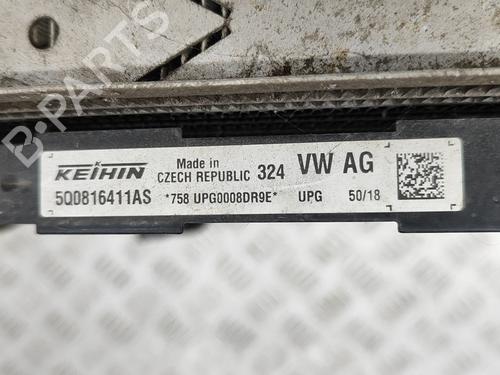 B-PARTS
KEIHIN Made in CZECH REPUBLIC 324 VW AG
5Q0816411AS *758 UPG0008DR9E* UPG 50/18